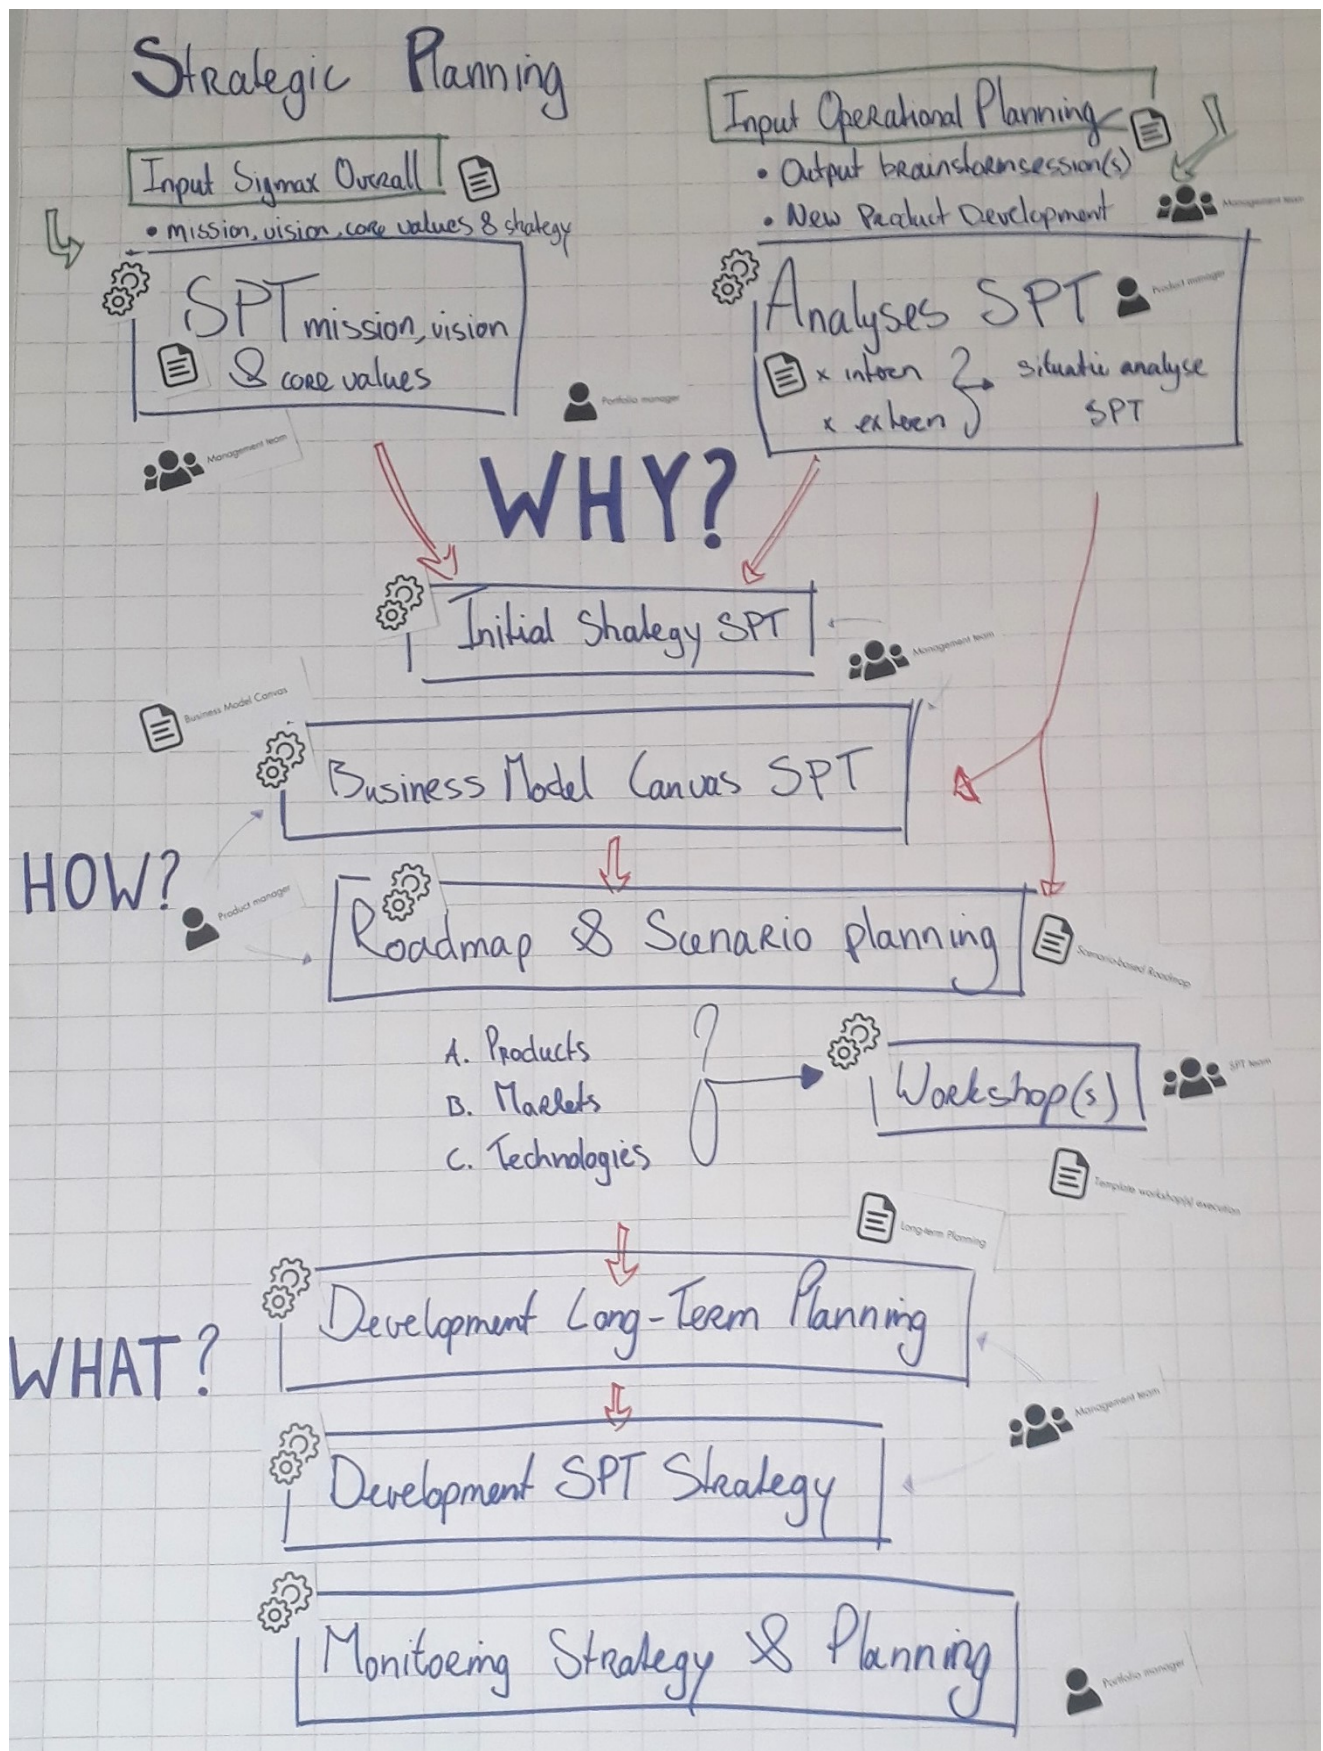 Strategic Planning
Input Operational Planning
• Output brainstormsession(s)
• New Product Development
Management team
Input Sigmax Overall
• mission, vision, core values & strategy
SPT mission, vision
& core values
Management team
Analyses SPT
Product manager
x intern
x extern
situatie analyse
SPT
Portfolio manager
WHY?
Initial Strategy SPT
Management team
Business Model Canvas
Business Model Canvas SPT
HOW?
Product manager
Roadmap & Scenario planning
Scenario-based Roadmap
A. Products
B. Markets
C. Technologies
Workshop(s)
SPT team
Template workshop(s) execution
Long-term Planning
Development Long-Term Planning
WHAT?
Management team
Development SPT Strategy
Monitoring Strategy & Planning
Portfolio manager